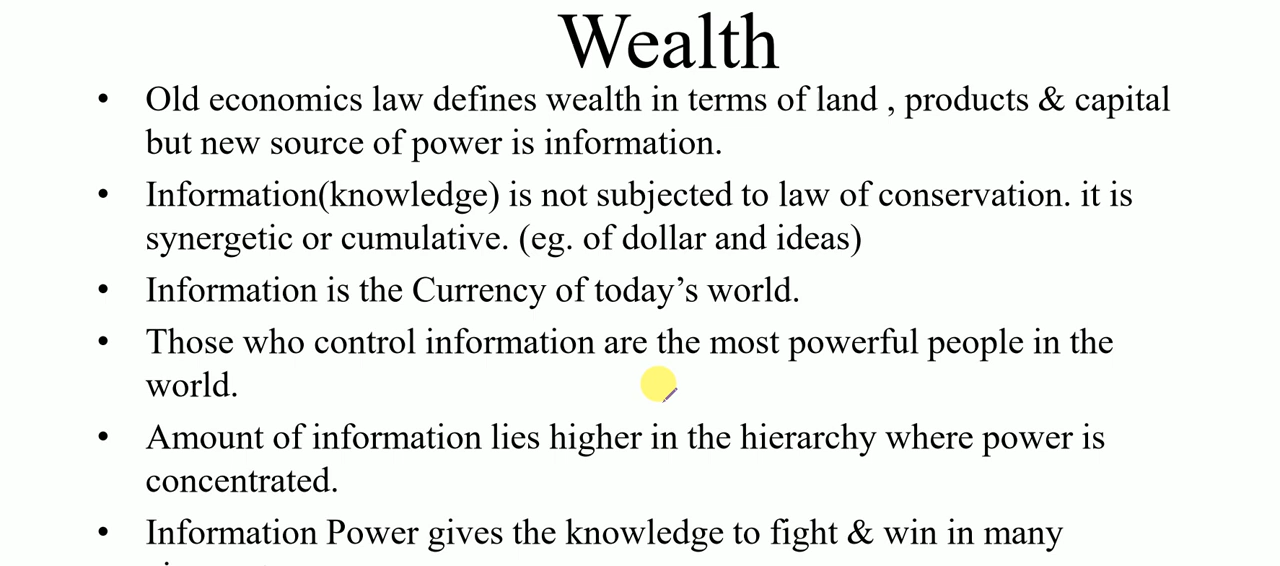 Wealth
• Old economics law defines wealth in terms of land , products & capital
but new source of power is information.
• Information(knowledge) is not subjected to law of conservation. it is
synergetic or cumulative. (eg. of dollar and ideas)
• Information is the Currency of today’s world.
• Those who control information are the most powerful people in the
world.
• Amount of information lies higher in the hierarchy where power is
concentrated.
• Information Power gives the knowledge to fight & win in many